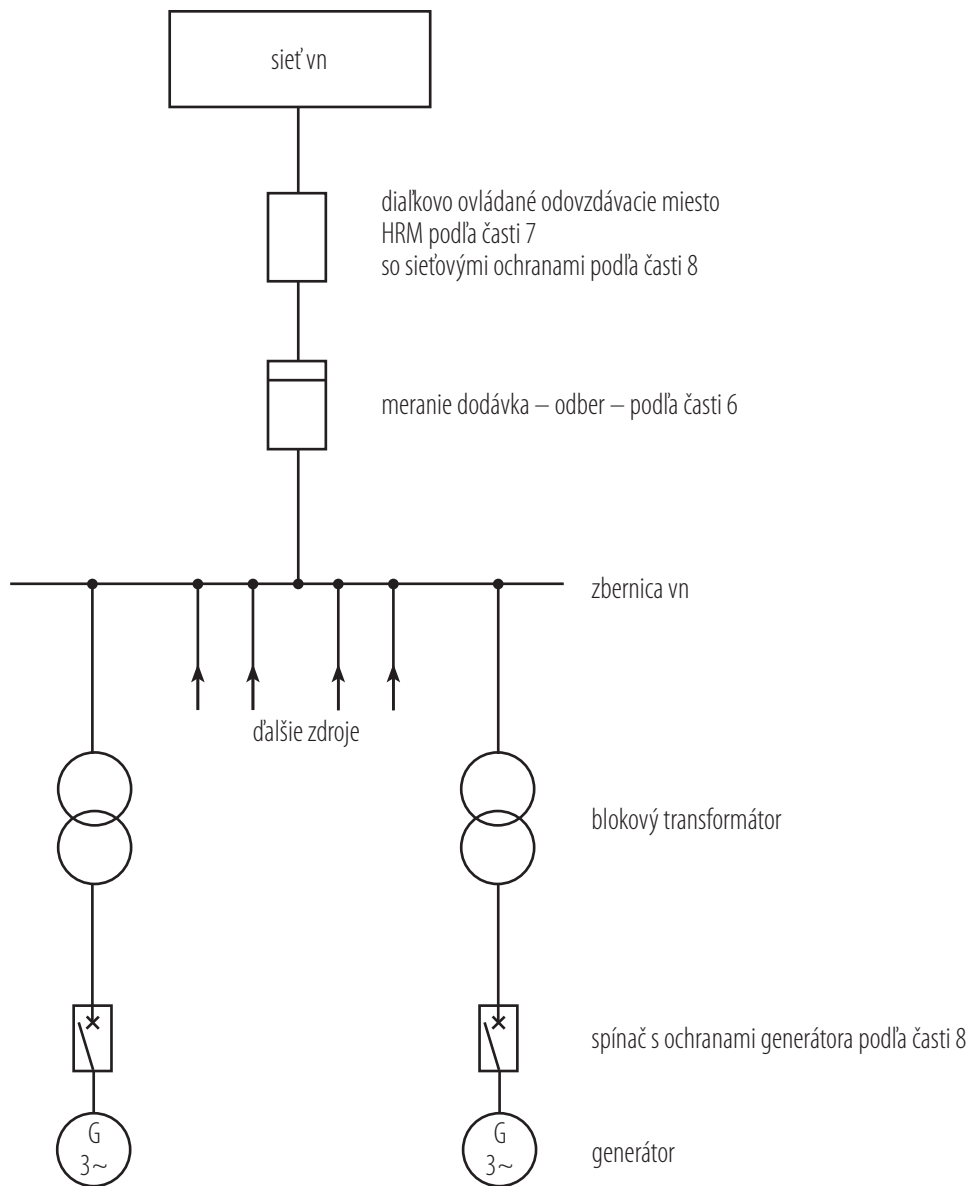 sieť vn
diaľkovo ovládané odovzdávacie miesto
HRM podľa časti 7
so sieťovými ochranami podľa časti 8
meranie dodávka – odber – podľa časti 6
zbernica vn
ďalšie zdroje
blokový transformátor
spínač s ochranami generátora podľa časti 8
G
3~
G
3~
generátor